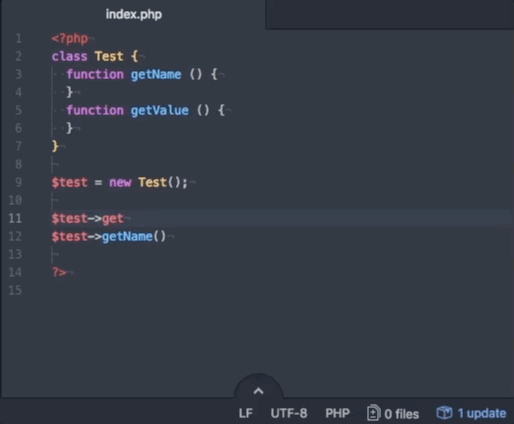 index.php
1 <?php
2 class Test {
3 function getName () {
4 }
5 function getValue () {
6 }
7 }
8
9 $test = new Test();
10
11 $test->get
12 $test->getName()
13
14 ?>
15
LF UTF-8 PHP 0 files 1 update